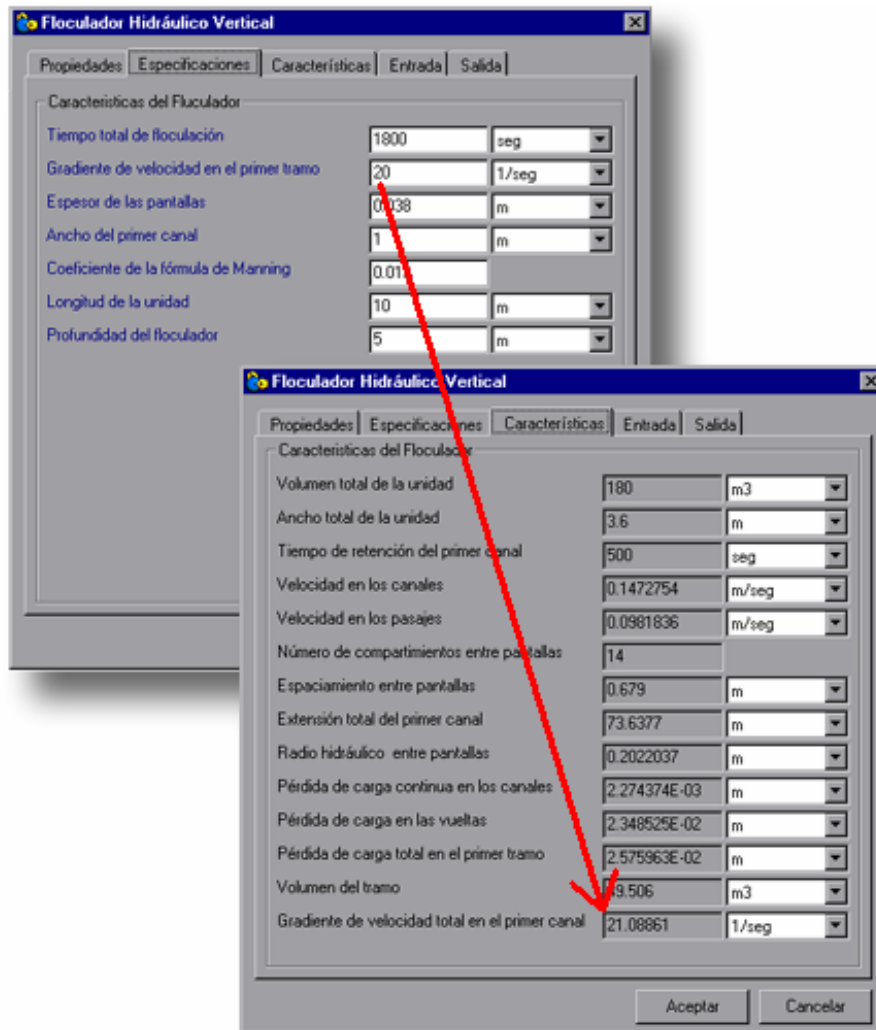 Floculador Hidráulico Vertical
Propiedades Especificaciones Características Entrada Salida
Caracteristicas del Fluculador
Tiempo total de floculación 1800 seg
Gradiente de velocidad en el primer tramo 20 1/seg
Espesor de las pantallas 0.038 m
Ancho del primer canal 1 m
Coeficiente de la fórmula de Manning
Longitud de la unidad 10 m
Profundidad del floculador 5 m
Floculador Hidráulico Vertical
Propiedades Especificaciones Características Entrada Salida
Caracteristicas del Floculador
Volumen total de la unidad 180 m3
Ancho total de la unidad 3.6 m
Tiempo de retención del primer canal 500 seg
Velocidad en los canales 0.1472754 m/seg
Velocidad en los pasajes 0.0981836 m/seg
Número de compartimientos entre pantallas 14
Espaciamiento entre pantallas 0.679 m
Extensión total del primer canal 73.6377 m
Radio hidráulico entre pantallas 0.2022037 m
Pérdida de carga continua en los canales 2.274374E-03 m
Pérdida de carga en las vueltas 2.348525E-02 m
Pérdida de carga total en el primer tramo 2.575963E-02 m
Volumen del tramo 49.506 m3
Gradiente de velocidad total en el primer canal 21.08861 1/seg
Aceptar Cancelar